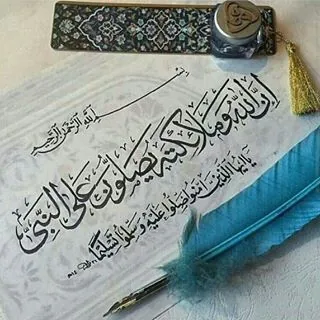 بسم الله الرحمن الرحيم
إن الله وملائكته يصلون على النبي
يا أيها الذين آمنوا صلوا عليه وسلموا تسليما